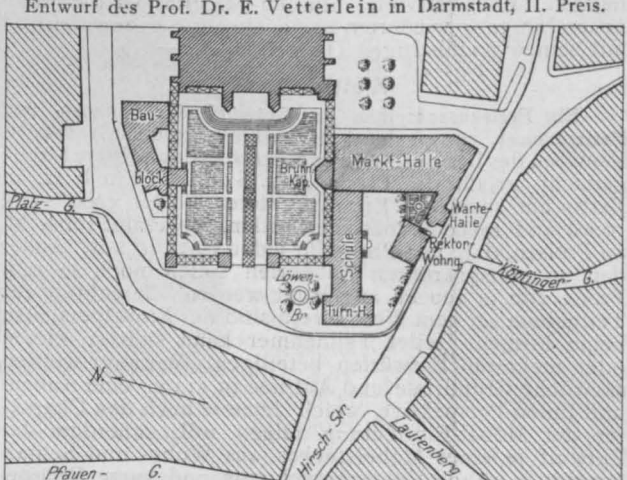 Entwurf des Prof. Dr. E. Vetterlein in Darmstadt, II. Preis.
Bau-
block
Brunn.
Kap.
Markt-Halle
Platz- G.
Warte-
Halle
Schule
Rektor-
Wohng.
Köpfinger- G.
Löwen-
Br.
Turn-H.
N.
Hirsch-Str.
Lautenberg
Pfauen- G.